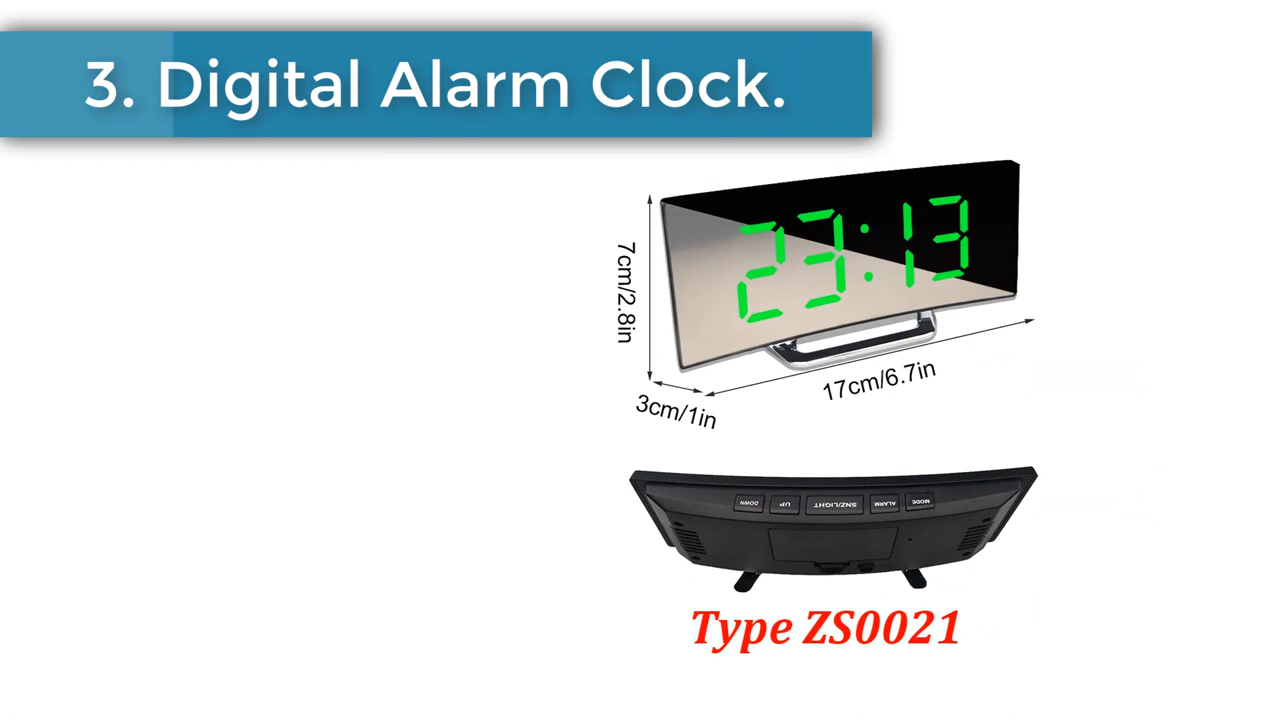 3. Digital Alarm Clock.
23:13
7cm/2.8in
3cm/1in
17cm/6.7in
DOWN
UP
SNZ/LIGHT
ALARM
MODE
Type ZS0021